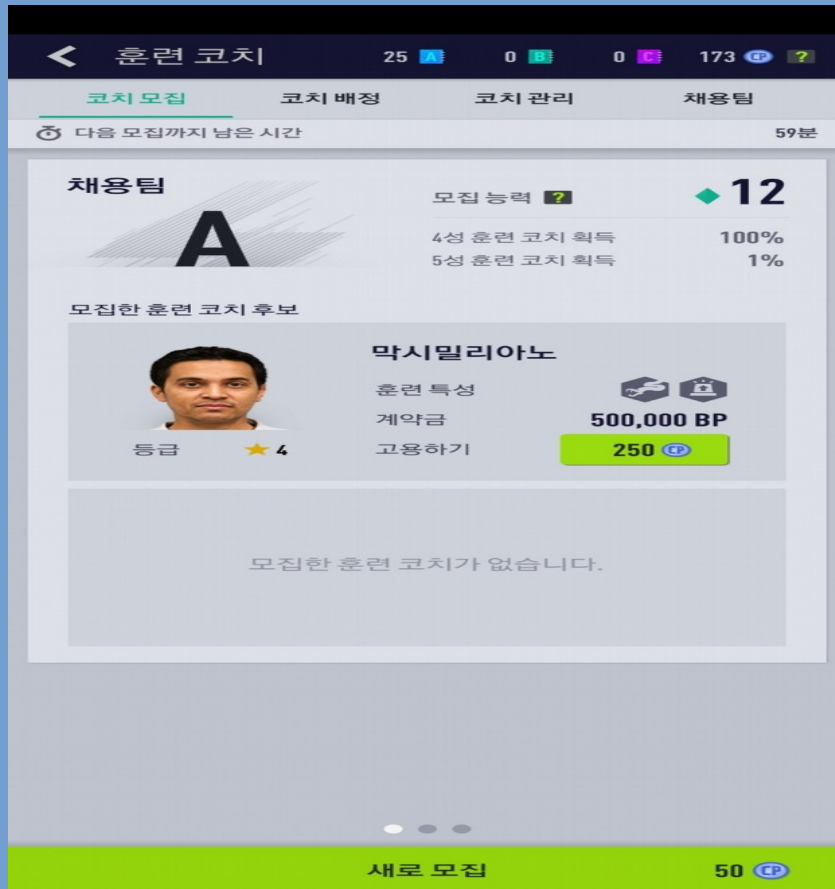 훈련 코치 25 A 0 B 0 C 173 CP ?
코치 모집 코치 배정 코치 관리 채용팀
다음 모집까지 남은 시간 59분
채용팀
A
모집 능력 ? 12
4성 훈련 코치 획득 100%
5성 훈련 코치 획득 1%
모집한 훈련 코치 후보
막시밀리아노
훈련 특성
계약금 500,000 BP
등급 4 고용하기 250 CP
모집한 훈련 코치가 없습니다.
새로 모집 50 CP